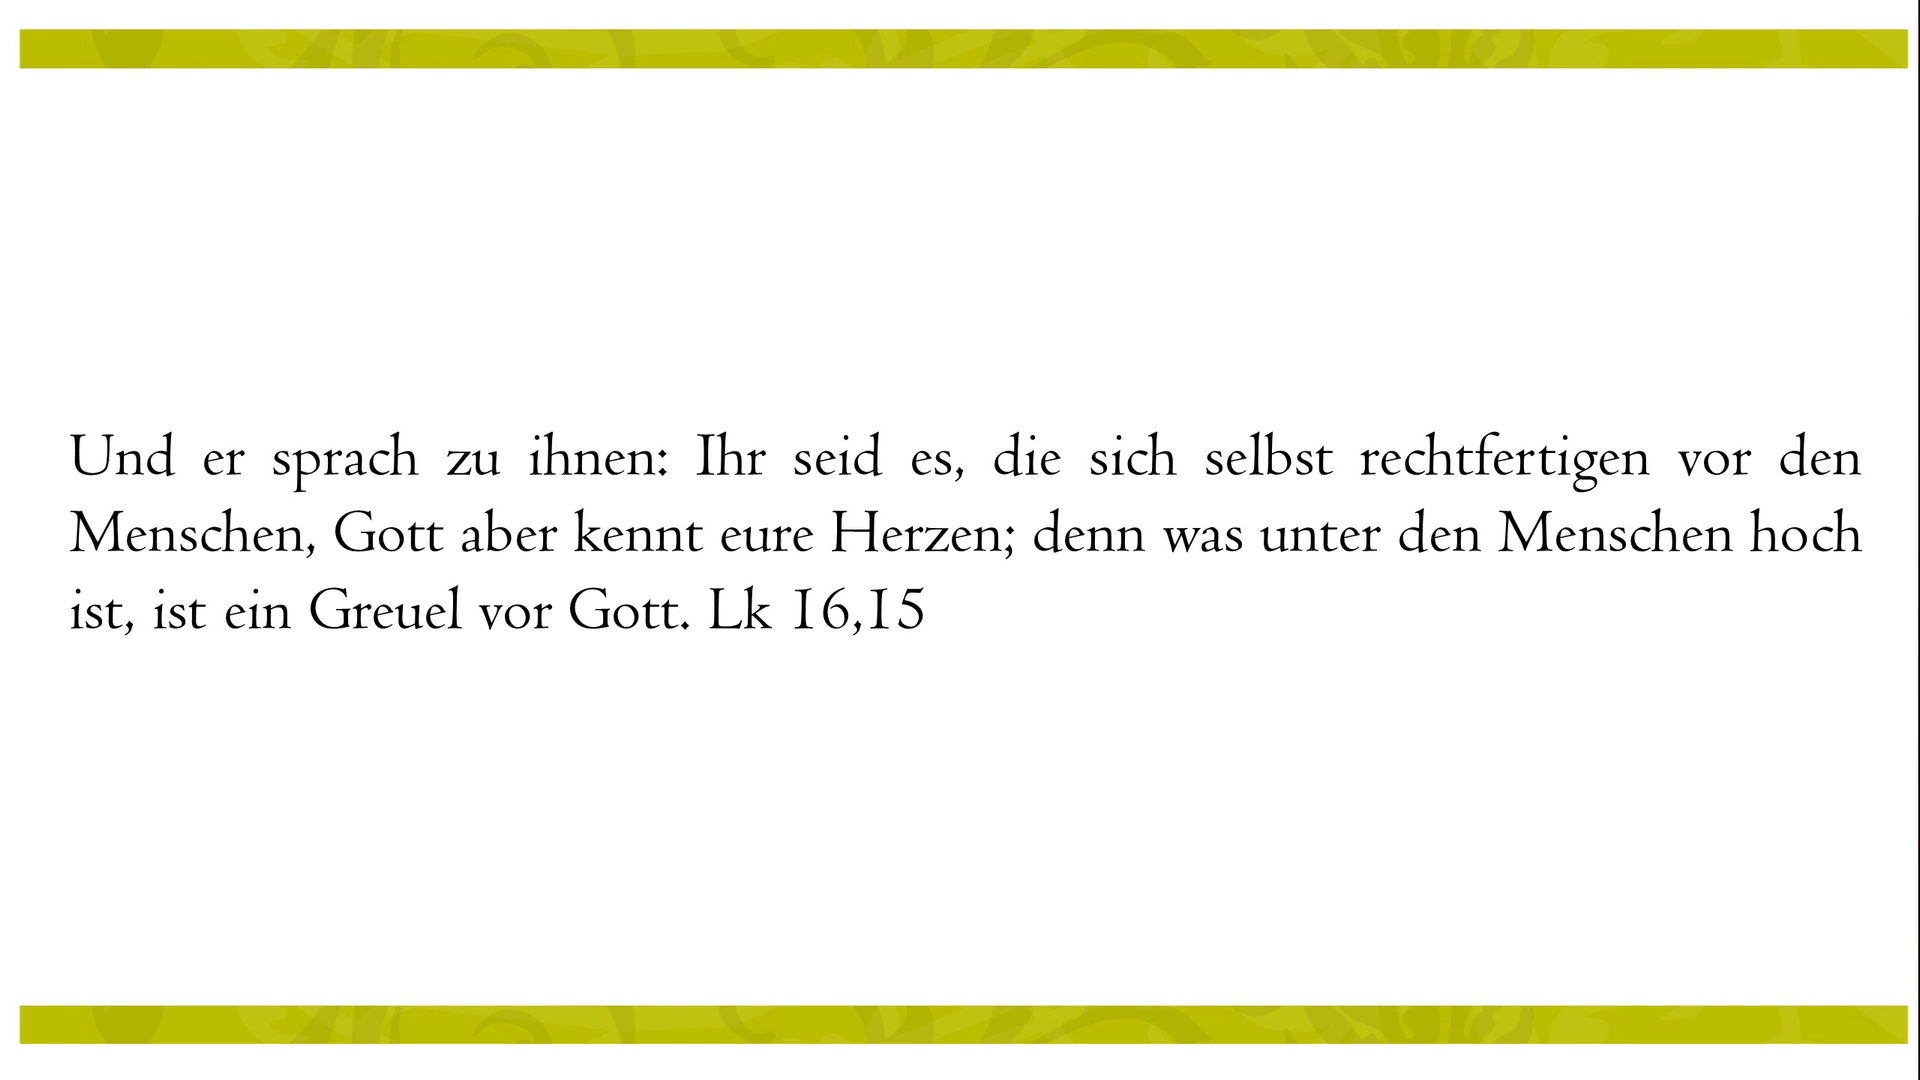 Und er sprach zu ihnen: Ihr seid es, die sich selbst rechtfertigen vor den
Menschen, Gott aber kennt eure Herzen; denn was unter den Menschen hoch
ist, ist ein Greuel vor Gott. Lk 16,15